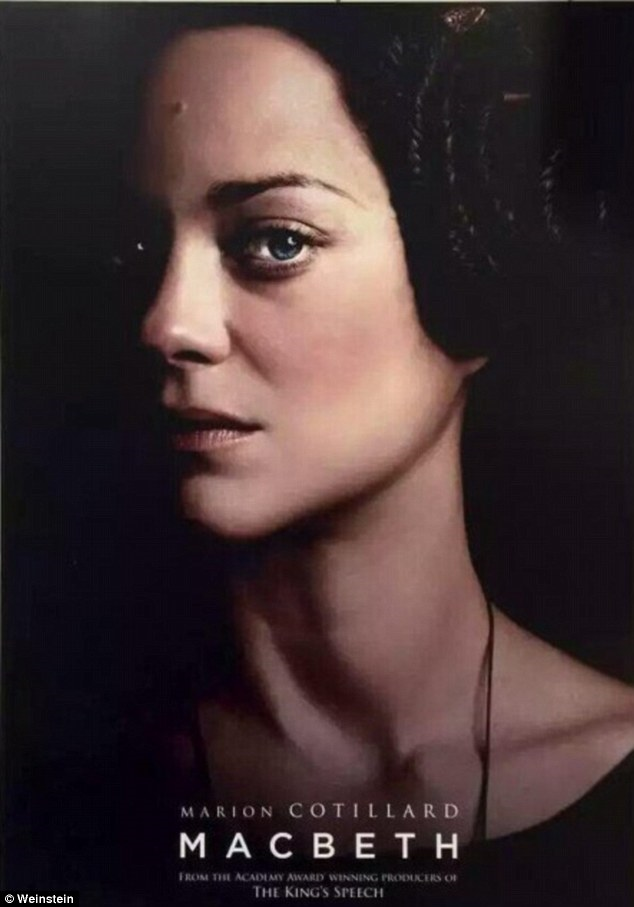 MARION COTILLARD
MACBETH
FROM THE ACADEMY AWARD WINNING PRODUCERS OF
THE KING'S SPEECH
© Weinstein